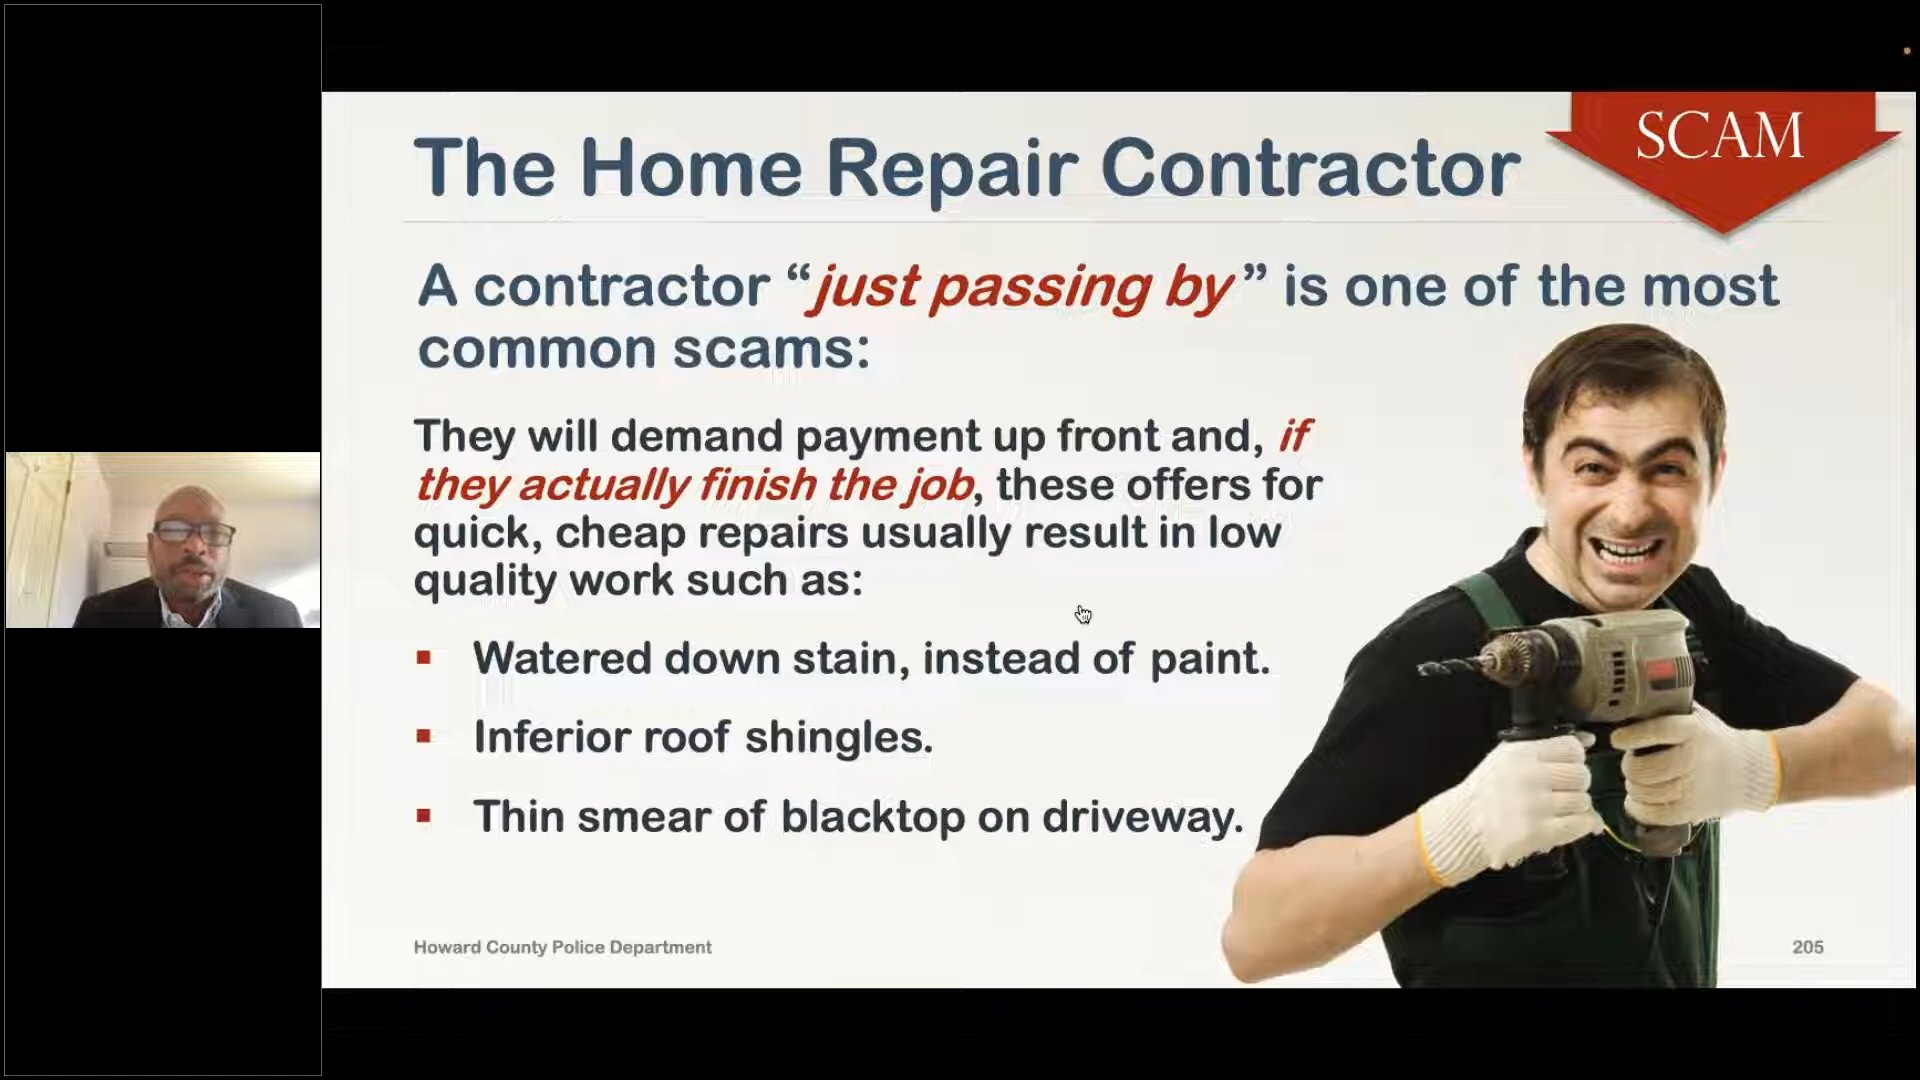 SCAM
The Home Repair Contractor
A contractor “just passing by” is one of the most
common scams:
They will demand payment up front and, if
they actually finish the job, these offers for
quick, cheap repairs usually result in low
quality work such as:
▪ Watered down stain, instead of paint.
▪ Inferior roof shingles.
▪ Thin smear of blacktop on driveway.
Howard County Police Department
205